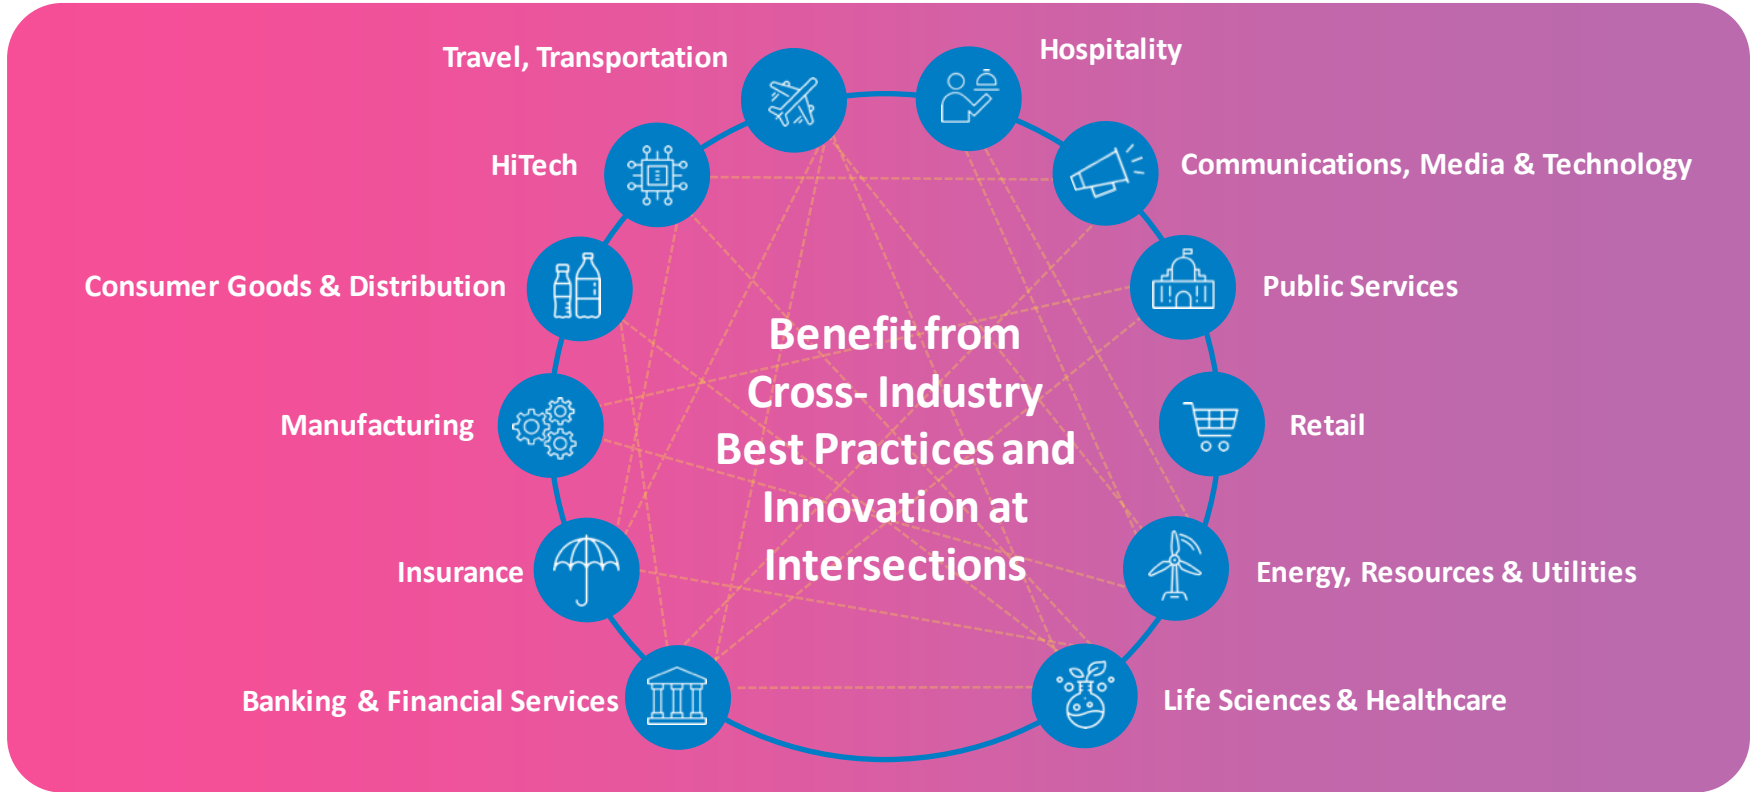 Travel, Transportation
Hospitality
HiTech
Communications, Media & Technology
Consumer Goods & Distribution
Public Services
Manufacturing
Retail
Insurance
Energy, Resources & Utilities
Banking & Financial Services
Life Sciences & Healthcare
Benefit from
Cross- Industry
Best Practices and
Innovation at
Intersections